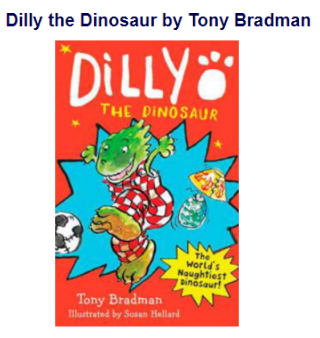 Dilly the Dinosaur by Tony Bradman
DiLLY
THE DINOSAUR
The
World's
Naughtiest
Dinosaur!
Tony Bradman
Illustrated by Susan Hellard